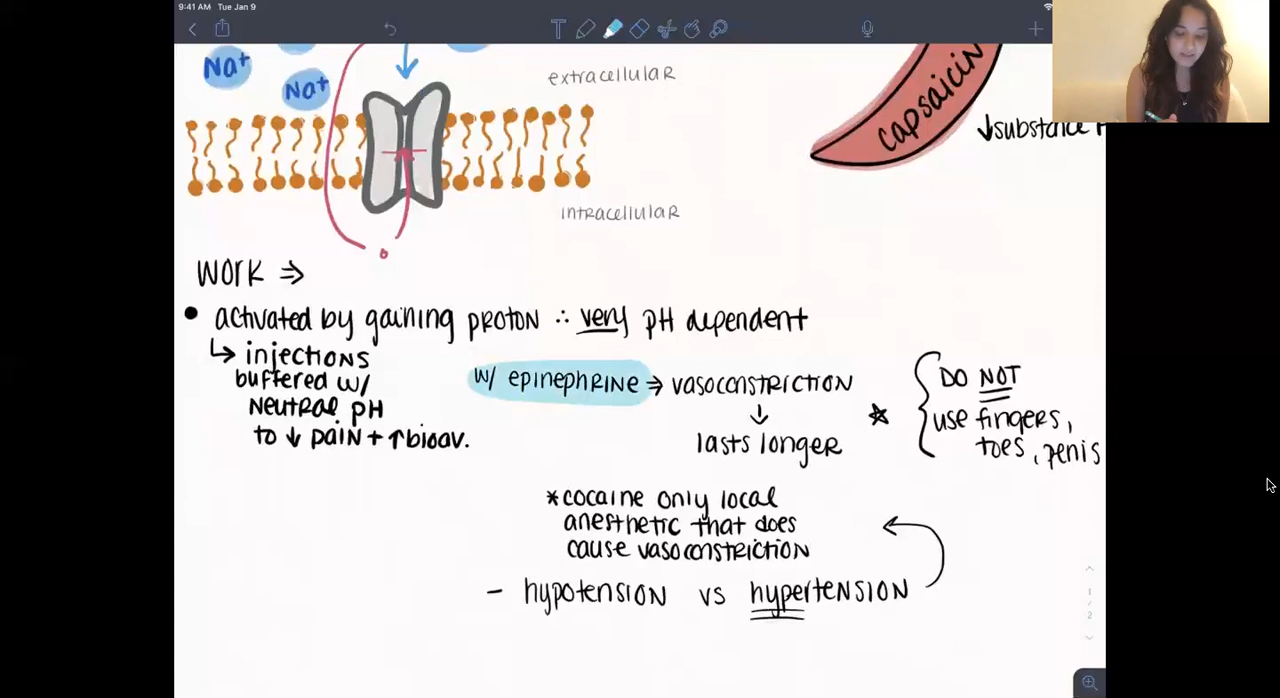 9:41 AM Tue Jan 9
Na+
Na+
extracellular
capsaicin
↓substance
intracellular
WORK ⇒
• activated by gaining proton ∴ very pH dependent
↳ injections
buffered w/
neutral pH
to ↓ pain + ↑bioav.
w/ epinephrine ⇒ vasoconstriction
↓
lasts longer
* { DO NOT
use fingers,
toes, penis
*cocaine only local
anesthetic that does
cause vasoconstriction
- hypotension vs hypertension
1
/
2